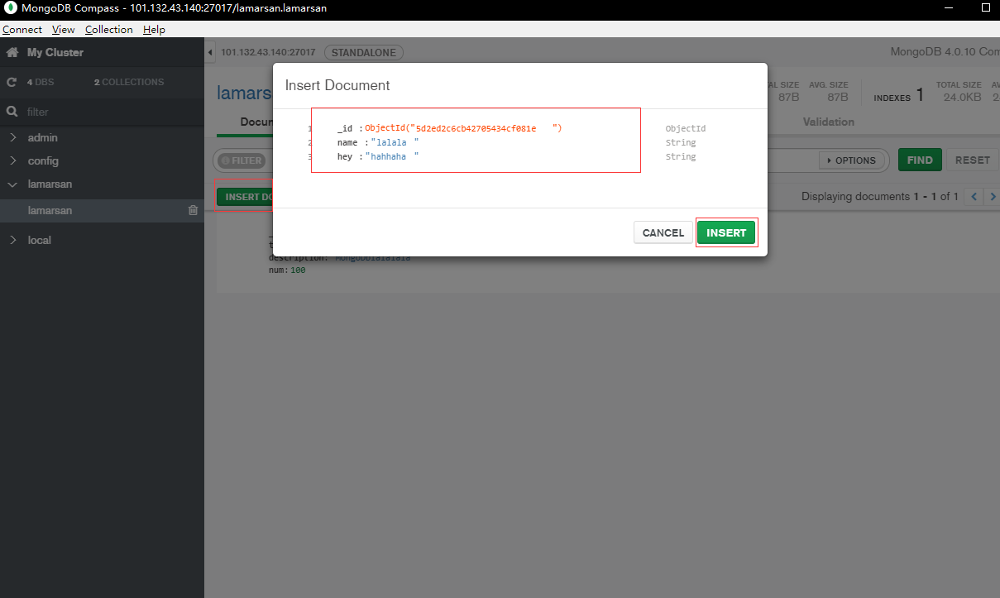 MongoDB Compass - 101.132.43.140:27017/lamarsan.lamarsan
Connect View Collection Help
My Cluster
101.132.43.140:27017 STANDALONE
MongoDB 4.0.10 Com
4 DBS 2 COLLECTIONS
filter
admin
config
lamarsan
lamarsan
local
lamars
AL SIZE 87B
AVG. SIZE 87B
INDEXES 1
TOTAL SIZE 24.0KB
Docun
Validation
FILTER
OPTIONS
FIND
RESET
INSERT DO
Displaying documents 1 - 1 of 1
Insert Document
1 _id :ObjectId("5d2ed2c6cb42705434cf081e ") ObjectId
2 name :"lalala " String
3 hey :"hahhaha " String
CANCEL INSERT
num:100